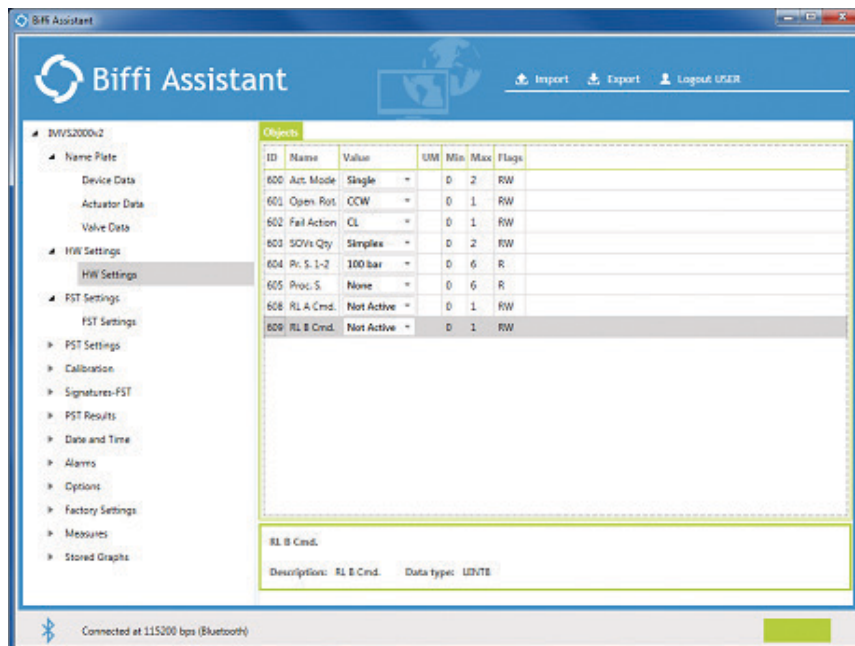 Biffi Assistant
Biffi Assistant
Import Export Logout USER
IMVS2000v2
Name Plate
Device Data
Actuator Data
Valve Data
HW Settings
HW Settings
FST Settings
FST Settings
PST Settings
Calibration
Signatures-FST
PST Results
Date and Time
Alarms
Options
Factory Settings
Measures
Stored Graphs
Objects
ID Name Value UM Min Max Flags
600 Act. Mode Single 0 2 RW
601 Open. Rot. CCW 0 1 RW
602 Fail Action CL 0 1 RW
603 SOVs Qty Simplex 0 2 RW
604 Pr. S. 1-2 100 bar 0 6 R
605 Proc. S. None 0 6 R
608 RL A Cmd. Not Active 0 1 RW
609 RL B Cmd. Not Active 0 1 RW
RL B Cmd.
Description: RL B Cmd. Data type: UINT8
Connected at 115200 bps (Bluetooth)